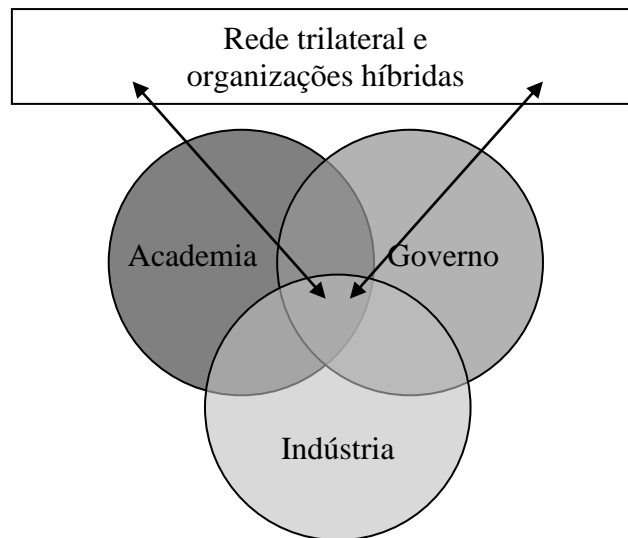 Rede trilateral e
organizações híbridas
Academia
Governo
Indústria